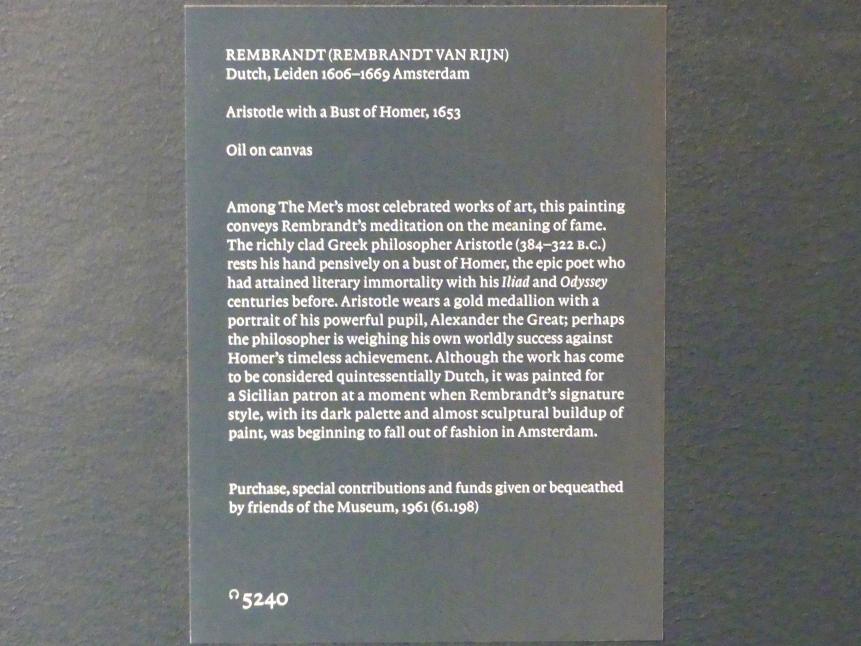 REMBRANDT (REMBRANDT VAN RIJN)
Dutch, Leiden 1606–1669 Amsterdam
Aristotle with a Bust of Homer, 1653
Oil on canvas
Among The Met's most celebrated works of art, this painting
conveys Rembrandt's meditation on the meaning of fame.
The richly clad Greek philosopher Aristotle (384–322 B.C.)
rests his hand pensively on a bust of Homer, the epic poet who
had attained literary immortality with his Iliad and Odyssey
centuries before. Aristotle wears a gold medallion with a
portrait of his powerful pupil, Alexander the Great; perhaps
the philosopher is weighing his own worldly success against
Homer's timeless achievement. Although the work has come
to be considered quintessentially Dutch, it was painted for
a Sicilian patron at a moment when Rembrandt's signature
style, with its dark palette and almost sculptural buildup of
paint, was beginning to fall out of fashion in Amsterdam.
Purchase, special contributions and funds given or bequeathed
by friends of the Museum, 1961 (61.198)
5240